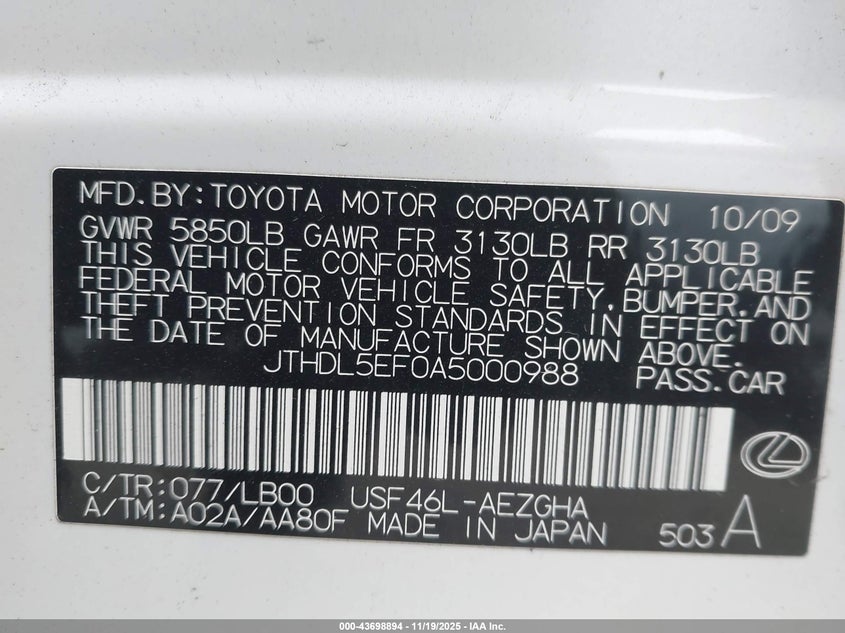 MFD.BY:TOYOTA MOTOR CORPORATION 10/09
GVWR 5850LB GAWR FR 3130LB RR 3130LB
THIS VEHICLE CONFORMS TO ALL APPLICABLE
FEDERAL MOTOR VEHICLE SAFETY,BUMPER,AND
THEFT PREVENTION STANDARDS IN EFFECT ON
THE DATE OF MANUFACTURE SHOWN ABOVE.
JTHDL5EF0A5000988 PASS.CAR
C/TR:077/LB00 USF46L-AEZGHA
A/TM:A02A/AA80F MADE IN JAPAN 503 A
000-43698894 - 11/19/2025 - IAA Inc.